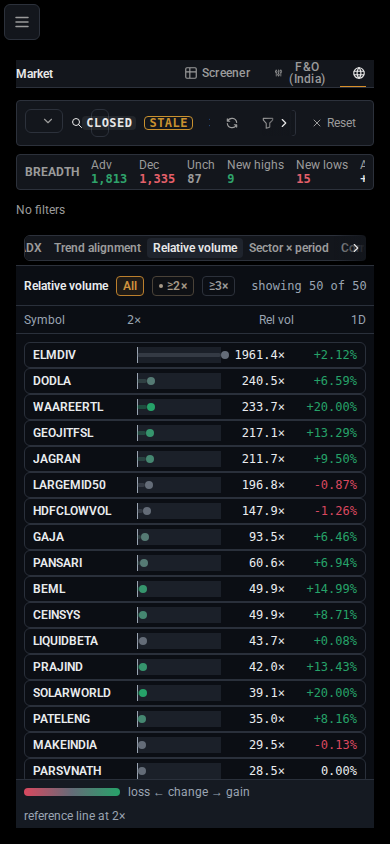 Market Screener F&O (India)
CLOSED STALE Reset
BREADTH Adv Dec Unch New highs New lows
1,813 1,335 87 9 15
No filters
Trend alignment Relative volume Sector × period
Relative volume All • ≥2× ≥3× showing 50 of 50
Symbol 2× Rel vol 1D
ELMDIV 1961.4× +2.12%
DODLA 240.5× +6.59%
WAAREERTL 233.7× +20.00%
GEOJITFSL 217.1× +13.29%
JAGRAN 211.7× +9.50%
LARGEMID50 196.8× -0.87%
HDFCLOWVOL 147.9× -1.26%
GAJA 93.5× +6.46%
PANSARI 60.6× +6.94%
BEML 49.9× +14.99%
CEINSYS 49.9× +8.71%
LIQUIDBETA 43.7× +0.08%
PRAJIND 42.0× +13.43%
SOLARWORLD 39.1× +20.00%
PATELENG 35.0× +8.16%
MAKEINDIA 29.5× -0.13%
PARSVNATH 28.5× 0.00%
loss ← change → gain
reference line at 2×